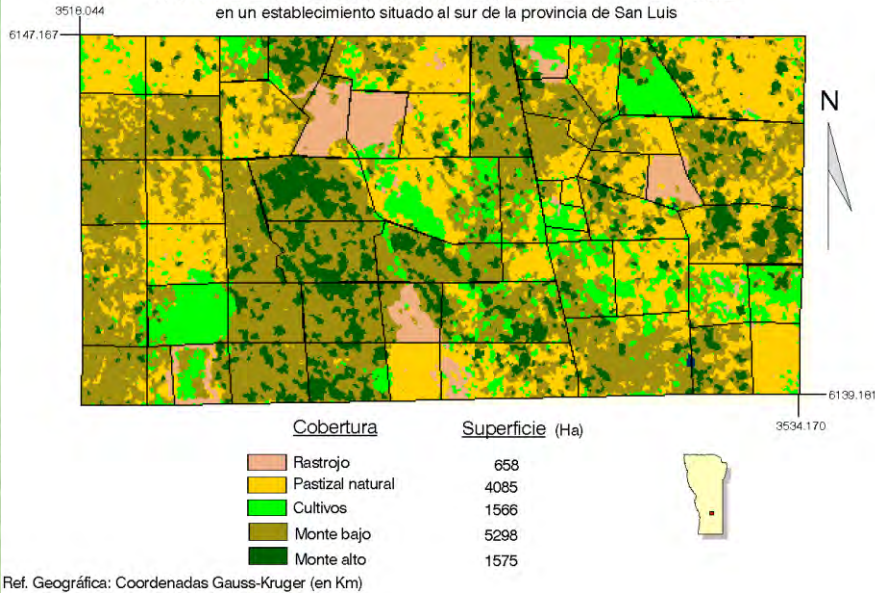 3518.044
en un establecimiento situado al sur de la provincia de San Luis
6147.167
N
6139.181
3534.170
Cobertura Superficie (Ha)
Rastrojo 658
Pastizal natural 4085
Cultivos 1566
Monte bajo 5298
Monte alto 1575
Ref. Geográfica: Coordenadas Gauss-Kruger (en Km)